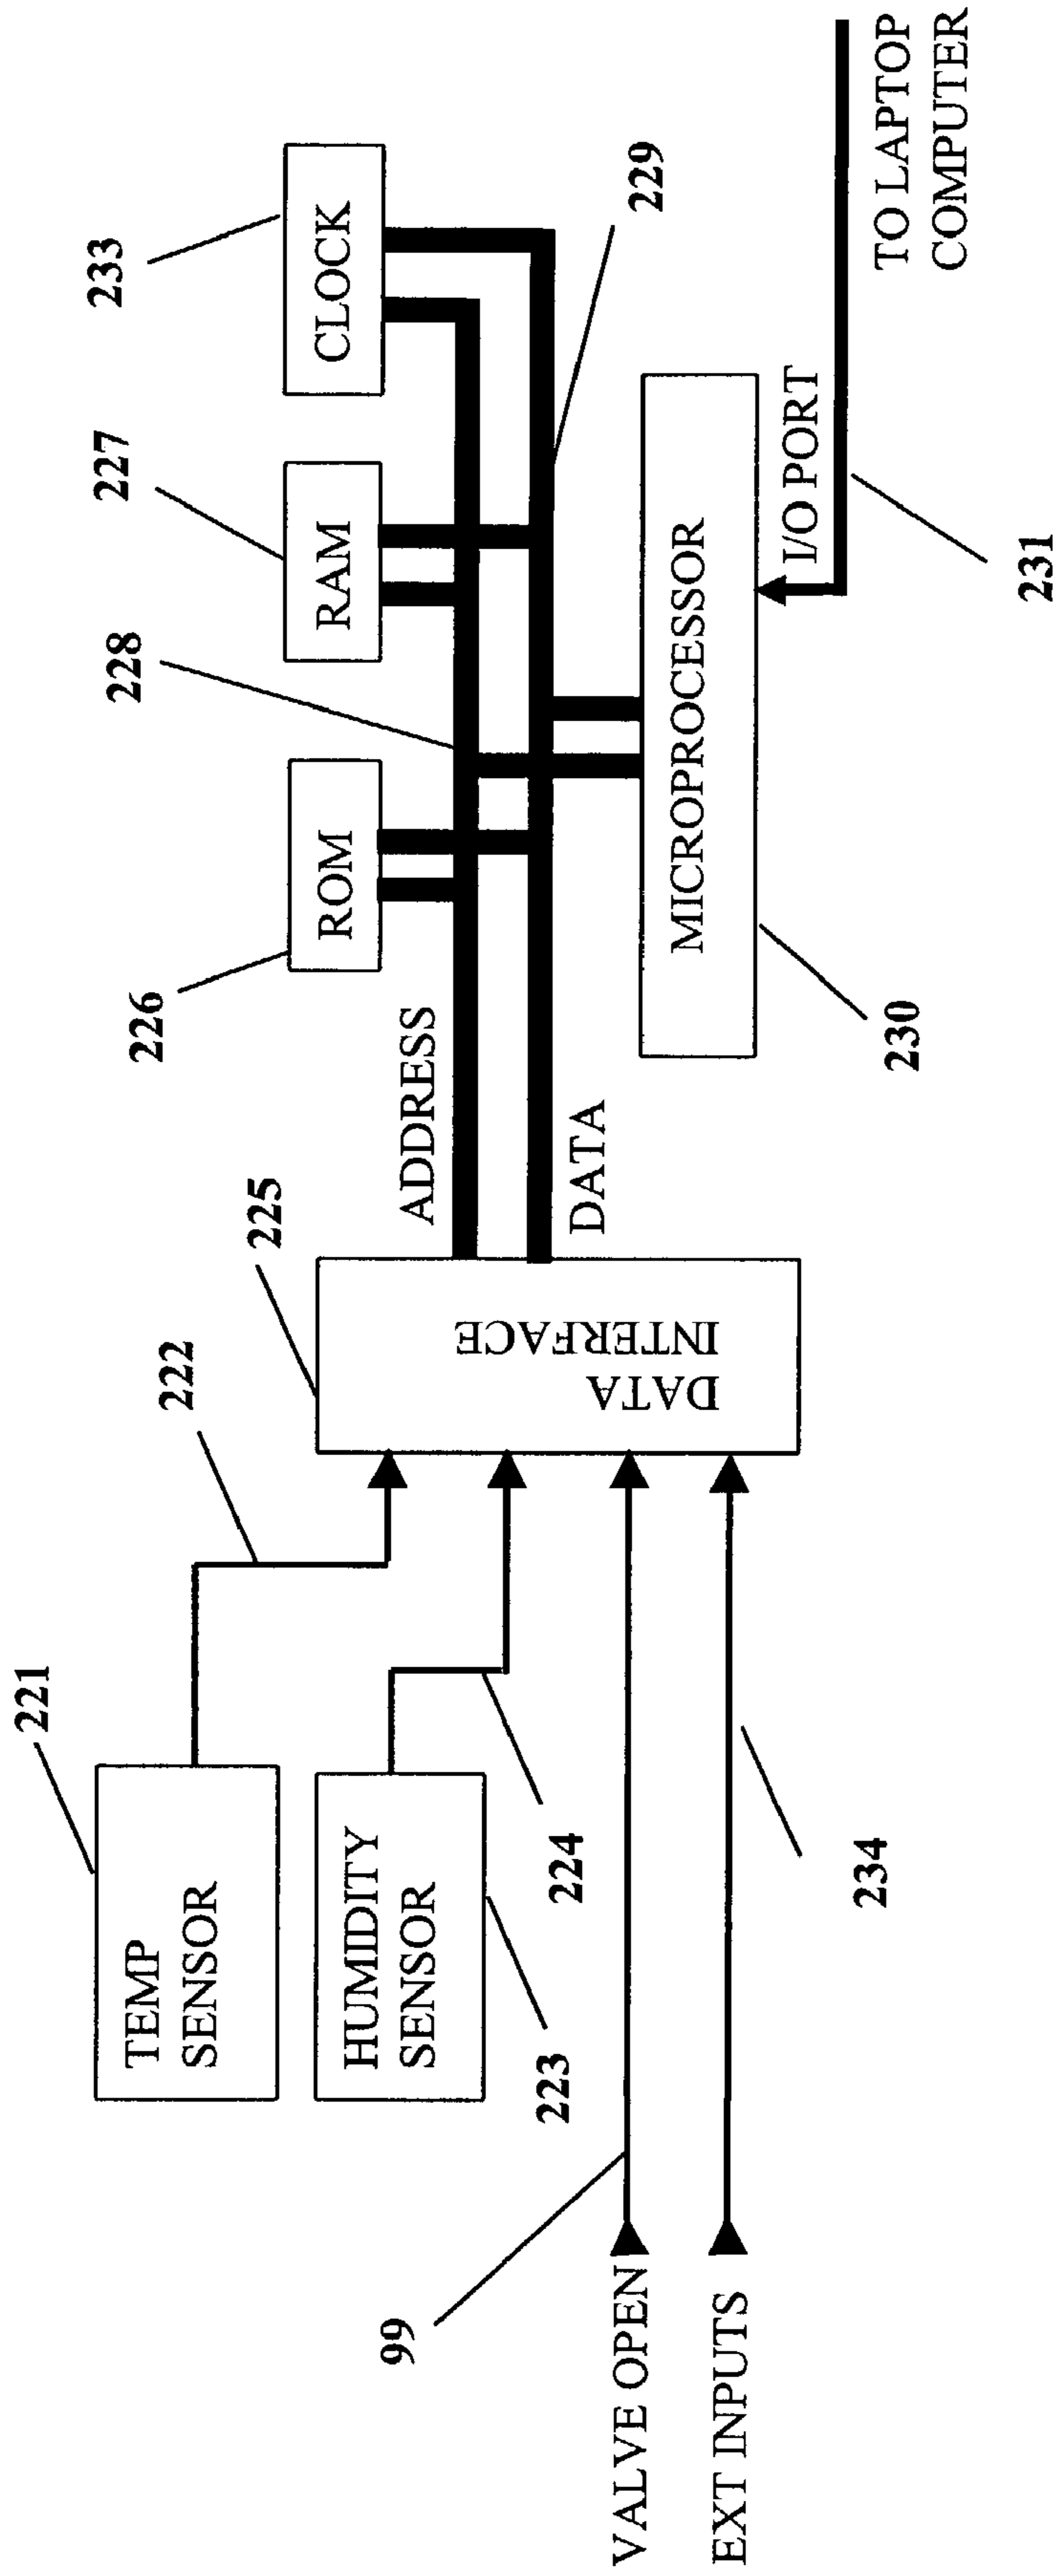 221
TEMP
SENSOR
222
HUMIDITY
SENSOR
223
224
99
VALVE OPEN
EXT INPUTS
234
225
DATA
INTERFACE
ADDRESS
DATA
226
ROM
228
227
RAM
233
CLOCK
229
MICROPROCESSOR
230
I/O PORT
231
TO LAPTOP
COMPUTER